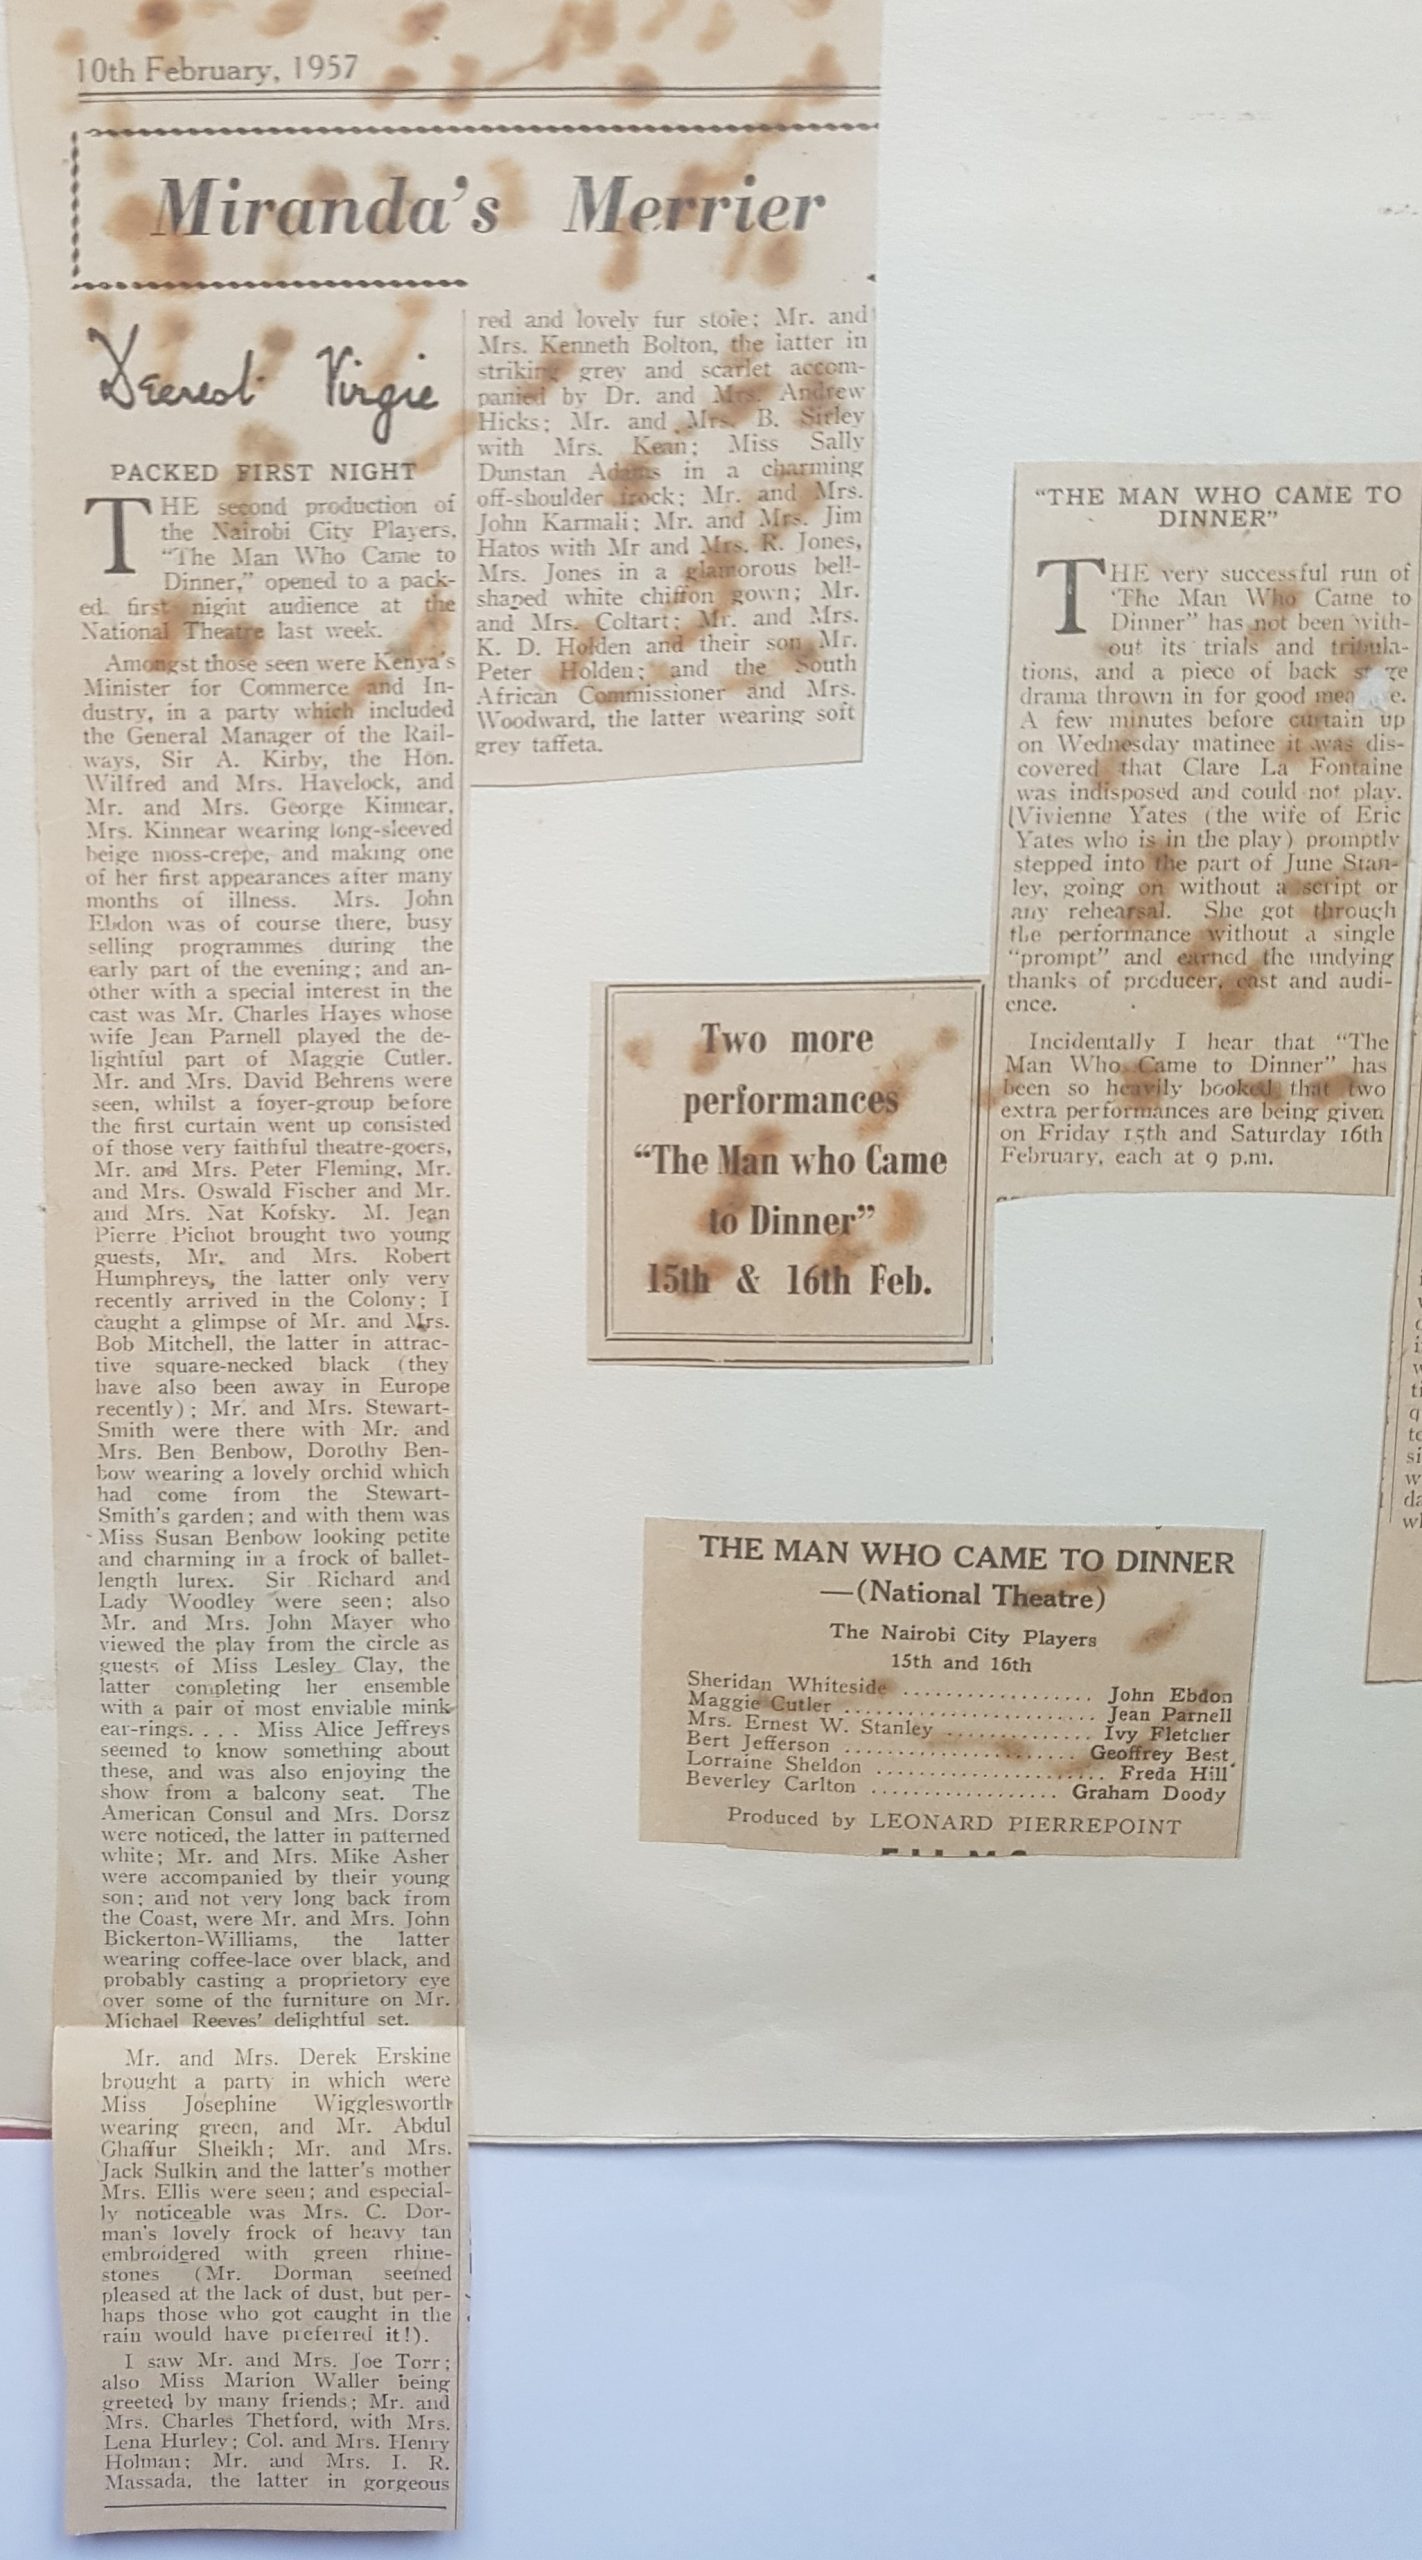 10th February, 1957
Miranda's Merrier
Dearest Virgie
PACKED FIRST NIGHT
THE second production of
the Nairobi City Players,
"The Man Who Came to
Dinner," opened to a pack-
ed first night audience at the
National Theatre last week.
Amongst those seen were Kenya's
Minister for Commerce and In-
dustry, in a party which included
the General Manager of the Rail-
ways, Sir A. Kirby, the Hon.
Wilfred and Mrs. Havelock, and
Mr. and Mrs. George Kinnear,
Mrs. Kinnear wearing long-sleeved
beige moss-crepe, and making one
of her first appearances after many
months of illness. Mrs. John
Ebdon was of course there, busy
selling programmes during the
early part of the evening; and an-
other with a special interest in the
cast was Mr. Charles Hayes whose
wife Jean Parnell played the de-
lightful part of Maggie Cutler.
Mr. and Mrs. David Behrens were
seen, whilst a foyer-group before
the first curtain went up consisted
of those very faithful theatre-goers,
Mr. and Mrs. Peter Fleming, Mr.
and Mrs. Oswald Fischer and Mr.
and Mrs. Nat Kofsky. M. Jean
Pierre Pichot brought two young
guests, Mr. and Mrs. Robert
Humphreys, the latter only very
recently arrived in the Colony; I
caught a glimpse of Mr. and Mrs.
Bob Mitchell, the latter in attrac-
tive square-necked black (they
have also been away in Europe
recently); Mr. and Mrs. Stewart-
Smith were there with Mr. and
Mrs. Ben Benbow, Dorothy Ben-
bow wearing a lovely orchid which
had come from the Stewart-
Smith's garden; and with them was
Miss Susan Benbow looking petite
and charming in a frock of ballet-
length lurex. Sir Richard and
Lady Woodley were seen; also
Mr. and Mrs. John Mayer who
viewed the play from the circle as
guests of Miss Lesley Clay, the
latter completing her ensemble
with a pair of most enviable mink
ear-rings. . . . Miss Alice Jeffreys
seemed to know something about
these, and was also enjoying the
show from a balcony seat. The
American Consul and Mrs. Dorsz
were noticed, the latter in patterned
white; Mr. and Mrs. Mike Asher
were accompanied by their young
son; and not very long back from
the Coast, were Mr. and Mrs. John
Bickerton-Williams, the latter
wearing coffee-lace over black, and
probably casting a proprietory eye
over some of the furniture on Mr.
Michael Reeves' delightful set.
Mr. and Mrs. Derek Erskine
brought a party in which were
Miss Josephine Wigglesworth
wearing green, and Mr. Abdul
Ghaffur Sheikh; Mr. and Mrs.
Jack Sulkin and the latter's mother
Mrs. Ellis were seen; and especial-
ly noticeable was Mrs. C. Dor-
man's lovely frock of heavy tan
embroidered with green rhine-
stones (Mr. Dorman seemed
pleased at the lack of dust, but per-
haps those who got caught in the
rain would have preferred it!).
I saw Mr. and Mrs. Joe Torr;
also Miss Marion Waller being
greeted by many friends; Mr. and
Mrs. Charles Thetford, with Mrs.
Lena Hurley; Col. and Mrs. Henry
Holman; Mr. and Mrs. I. R.
Massada, the latter in gorgeous
red and lovely fur stole; Mr. and
Mrs. Kenneth Bolton, the latter in
striking grey and scarlet accom-
panied by Dr. and Mrs. Andrew
Hicks; Mr. and Mrs. B. Sirley
with Mrs. Kean; Miss Sally
Dunstan Adams in a charming
off-shoulder frock; Mr. and Mrs.
John Karmali; Mr. and Mrs. Jim
Hatos with Mr and Mrs. R. Jones,
Mrs. Jones in a glamorous bell-
shaped white chiffon gown; Mr.
and Mrs. Coltart; Mr. and Mrs.
K. D. Holden and their son Mr.
Peter Holden; and the South
African Commissioner and Mrs.
Woodward, the latter wearing soft
grey taffeta.
"THE MAN WHO CAME TO
DINNER"
THE very successful run of
'The Man Who Came to
Dinner" has not been with-
out its trials and tribula-
tions, and a piece of back stage
drama thrown in for good
A few minutes before curtain up
on Wednesday matinee it was dis-
covered that Clare La Fontaine
was indisposed and could not play.
(Vivienne Yates (the wife of Eric
Yates who is in the play) promptly
stepped into the part of June Stan-
ley, going on without a script or
any rehearsal. She got through
the performance without a single
"prompt" and earned the undying
thanks of producer, cast and audi-
ence.
Incidentally I hear that "The
Man Who Came to Dinner" has
been so heavily booked that two
extra performances are being given
on Friday 15th and Saturday 16th
February, each at 9 p.m.
Two more
performances
"The Man who Came
to Dinner"
15th & 16th Feb.
THE MAN WHO CAME TO DINNER
—(National Theatre)
The Nairobi City Players
15th and 16th
Sheridan Whiteside .................. John Ebdon
Maggie Cutler ........................ Jean Parnell
Mrs. Ernest W. Stanley ............ Ivy Fletcher
Bert Jefferson ....................... Geoffrey Best
Lorraine Sheldon ...................... Freda Hill
Beverley Carlton ................. Graham Doody
Produced by LEONARD PIERREPOINT